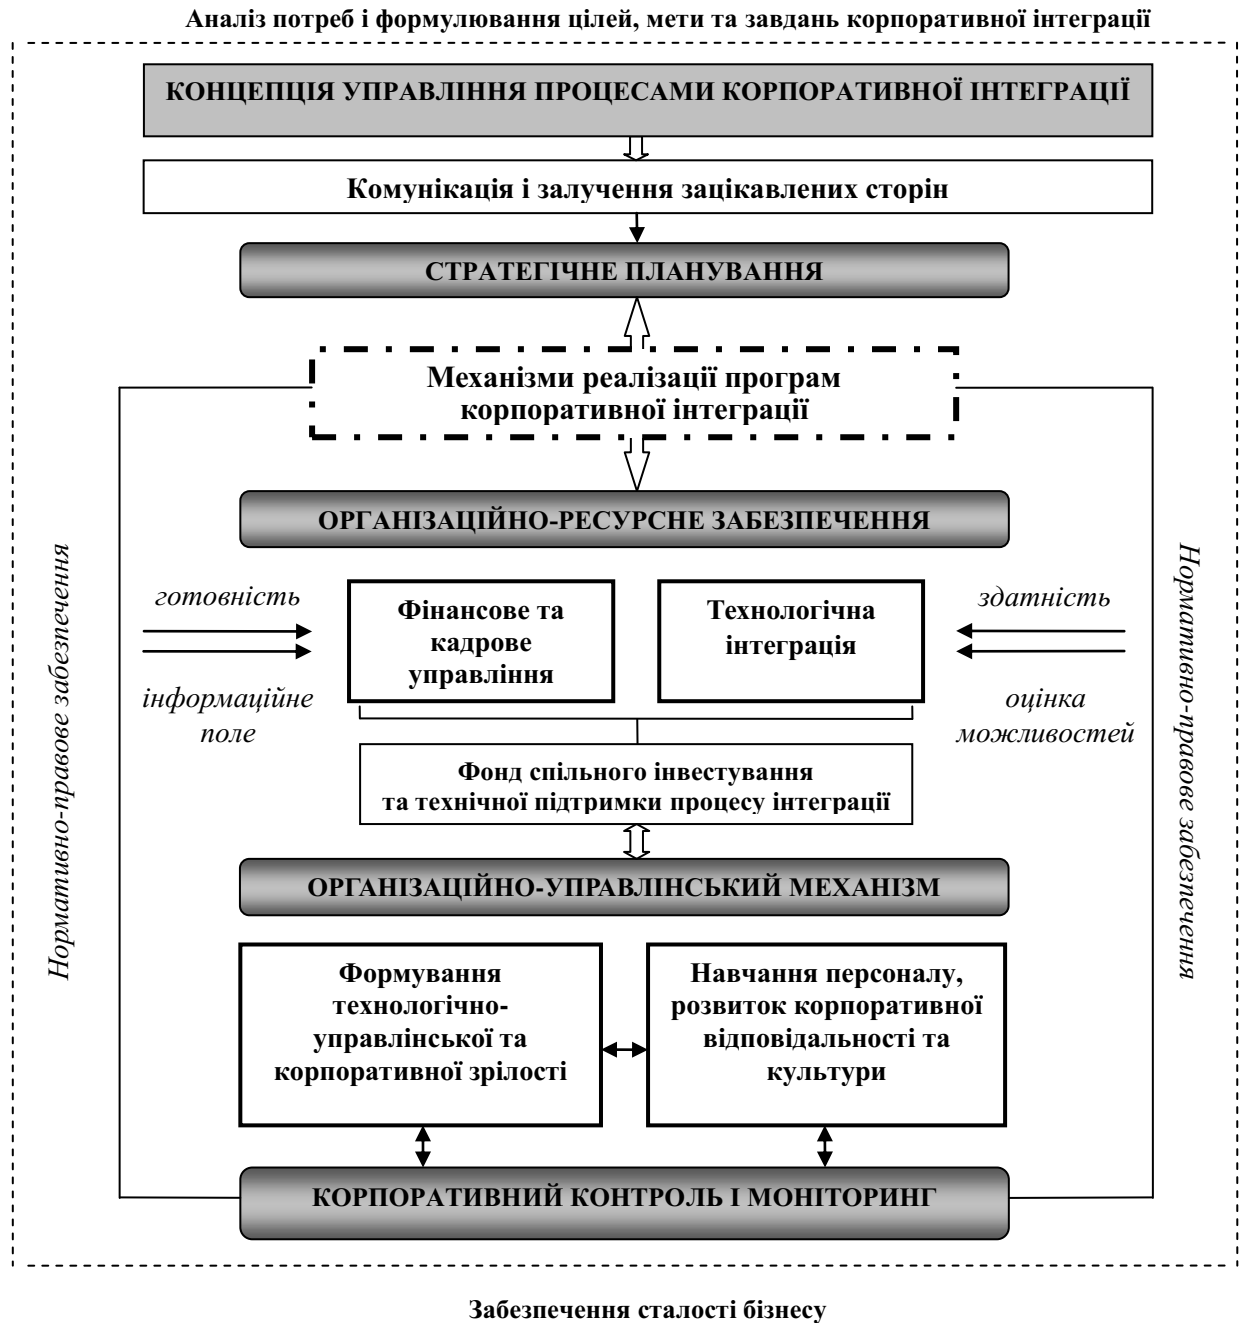 Аналіз потреб і формулювання цілей, мети та завдань корпоративної інтеграції
КОНЦЕПЦІЯ УПРАВЛІННЯ ПРОЦЕСАМИ КОРПОРАТИВНОЇ ІНТЕГРАЦІЇ
Комунікація і залучення зацікавлених сторін
СТРАТЕГІЧНЕ ПЛАНУВАННЯ
Механізми реалізації програм
корпоративної інтеграції
ОРГАНІЗАЦІЙНО-РЕСУРСНЕ ЗАБЕЗПЕЧЕННЯ
Нормативно-правове забезпечення
готовність
інформаційне
поле
Фінансове та
кадрове
управління
Технологічна
інтеграція
здатність
оцінка
можливостей
Нормативно-правове забезпечення
Фонд спільного інвестування
та технічної підтримки процесу інтеграції
ОРГАНІЗАЦІЙНО-УПРАВЛІНСЬКИЙ МЕХАНІЗМ
Формування
технологічно-
управлінської та
корпоративної зрілості
Навчання персоналу,
розвиток корпоративної
відповідальності та
культури
КОРПОРАТИВНИЙ КОНТРОЛЬ І МОНІТОРИНГ
Забезпечення сталості бізнесу